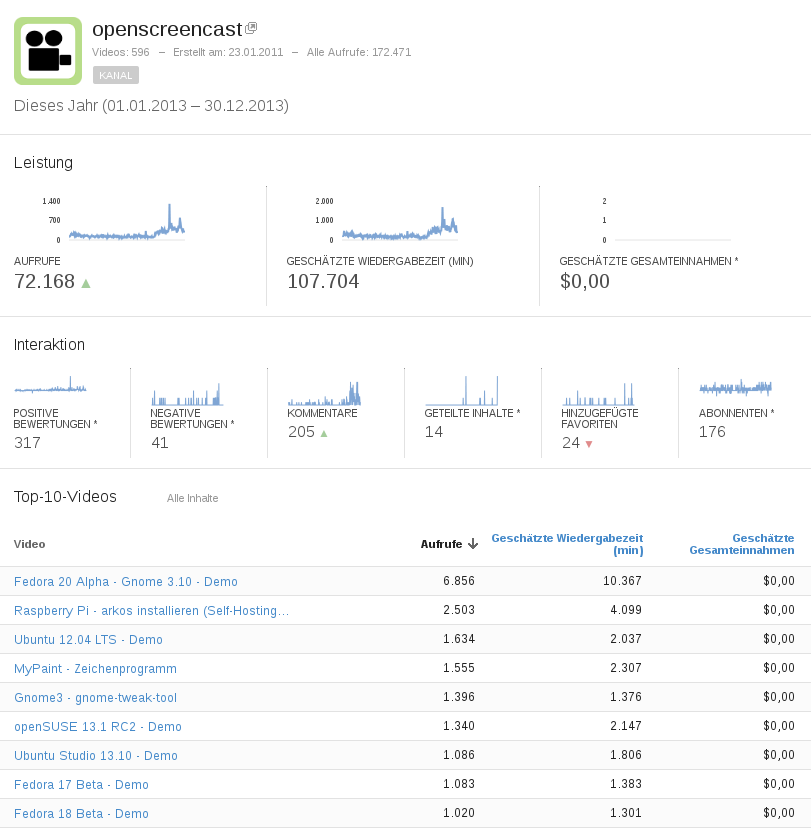 openscreencast
Videos: 596 – Erstellt am: 23.01.2011 – Alle Aufrufe: 172.471
KANAL
Dieses Jahr (01.01.2013 – 30.12.2013)
Leistung
1.400
700
0
AUFRUFE
72.168
2.000
1.000
0
GESCHÄTZTE WIEDERGABEZEIT (MIN)
107.704
2
1
0
GESCHÄTZTE GESAMTEINNAHMEN *
$0,00
Interaktion
POSITIVE
BEWERTUNGEN *
317
NEGATIVE
BEWERTUNGEN *
41
KOMMENTARE
205
GETEILTE INHALTE *
14
HINZUGEFÜGTE
FAVORITEN
24
ABONNENTEN *
176
Top-10-Videos Alle Inhalte
Video Aufrufe Geschätzte Wiedergabezeit (min) Geschätzte Gesamteinnahmen
Fedora 20 Alpha - Gnome 3.10 - Demo 6.856 10.367 $0,00
Raspberry Pi - arkos installieren (Self-Hosting... 2.503 4.099 $0,00
Ubuntu 12.04 LTS - Demo 1.634 2.037 $0,00
MyPaint - Zeichenprogramm 1.555 2.307 $0,00
Gnome3 - gnome-tweak-tool 1.396 1.376 $0,00
openSUSE 13.1 RC2 - Demo 1.340 2.147 $0,00
Ubuntu Studio 13.10 - Demo 1.086 1.806 $0,00
Fedora 17 Beta - Demo 1.083 1.383 $0,00
Fedora 18 Beta - Demo 1.020 1.301 $0,00